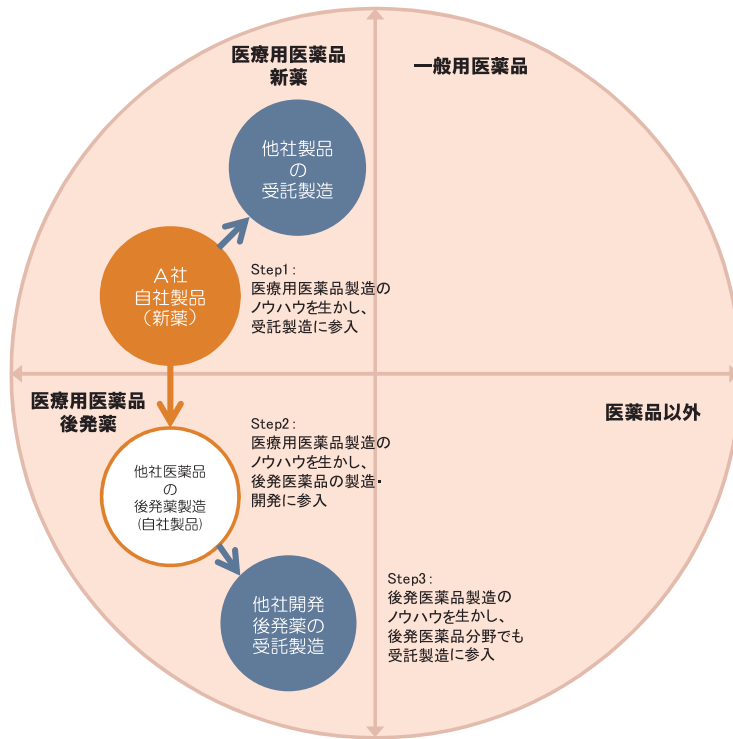 医療用医薬品
新薬
一般用医薬品
他社製品
の
受託製造
A社
自社製品
（新薬）
Step1：
医療用医薬品製造の
ノウハウを生かし、
受託製造に参入
医療用医薬品
後発薬
医薬品以外
Step2：
医療用医薬品製造の
ノウハウを生かし、
後発医薬品の製造・
開発に参入
他社医薬品
の
後発薬製造
(自社製品)
他社開発
後発薬の
受託製造
Step3：
後発医薬品製造の
ノウハウを生かし、
後発医薬品分野でも
受託製造に参入